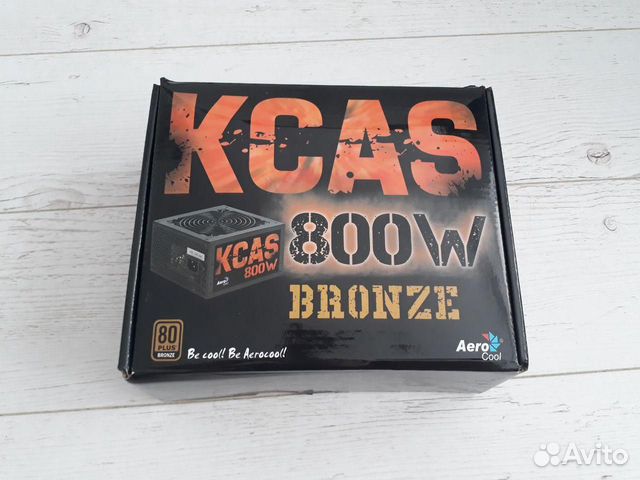 KCAS
800W
BRONZE
KCAS
800W
Aero
80
PLUS
BRONZE
Be cool! Be Aerocool!
Aero
Cool
Avito